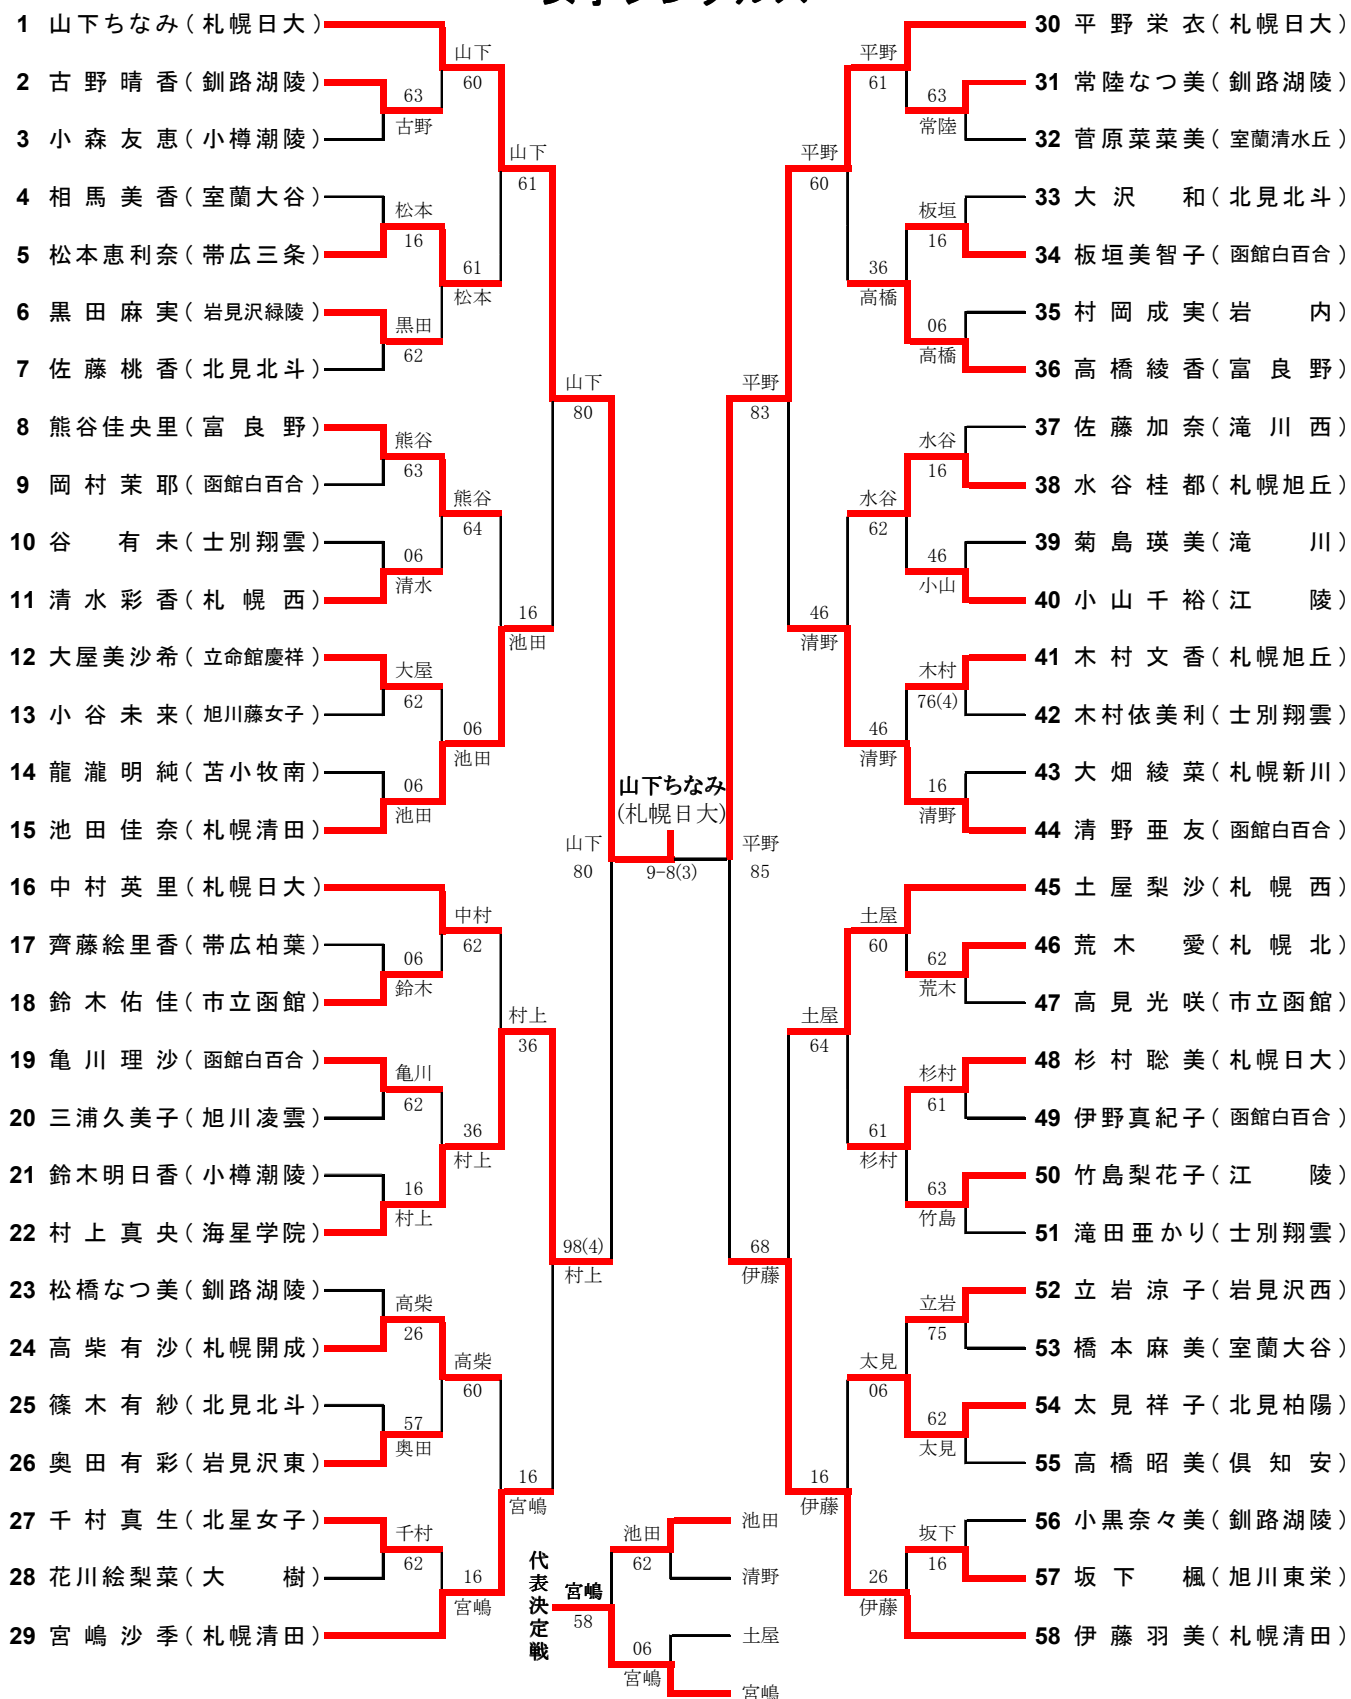 1 山下ちなみ(札幌日大)
2 古野晴香(釧路湖陵)
3 小森友恵(小樽潮陵)
4 相馬美香(室蘭大谷)
5 松本恵利奈(帯広三条)
6 黒田麻実(岩見沢緑陵)
7 佐藤桃香(北見北斗)
8 熊谷佳央里(富良野)
9 岡村茉耶(函館白百合)
10 谷 有未(士別翔雲)
11 清水彩香(札幌西)
12 大屋美沙希(立命館慶祥)
13 小谷未来(旭川藤女子)
14 龍瀧明純(苫小牧南)
15 池田佳奈(札幌清田)
16 中村英里(札幌日大)
17 齊藤絵里香(帯広柏葉)
18 鈴木佑佳(市立函館)
19 亀川理沙(函館白百合)
20 三浦久美子(旭川凌雲)
21 鈴木明日香(小樽潮陵)
22 村上真央(海星学院)
23 松橋なつ美(釧路湖陵)
24 高柴有沙(札幌開成)
25 篠木有紗(北見北斗)
26 奥田有彩(岩見沢東)
27 千村真生(北星女子)
28 花川絵梨菜(大樹)
29 宮嶋沙季(札幌清田)
63
古野
松本
16
黒田
62
熊谷
63
06
清水
大屋
62
06
池田
06
鈴木
亀川
62
16
村上
高柴
26
57
奥田
千村
62
山下
60
61
松本
熊谷
64
06
池田
中村
62
36
村上
高柴
60
16
宮嶋
山下
61
16
池田
村上
36
16
宮嶋
山下
80
98(4)
村上
山下
80
山下ちなみ
(札幌日大)
9-8(3)
平野
85
平野
83
68
伊藤
平野
60
46
清野
土屋
64
16
伊藤
平野
61
36
高橋
水谷
62
46
清野
土屋
60
61
杉村
太見
06
26
伊藤
63
常陸
板垣
16
06
高橋
水谷
16
46
小山
木村
76(4)
16
清野
62
荒木
杉村
61
63
竹島
立岩
75
62
太見
坂下
16
30 平野栄衣(札幌日大)
31 常陸なつ美(釧路湖陵)
32 菅原菜菜美(室蘭清水丘)
33 大沢 和(北見北斗)
34 板垣美智子(函館白百合)
35 村岡成実(岩内)
36 高橋綾香(富良野)
37 佐藤加奈(滝川西)
38 水谷桂都(札幌旭丘)
39 菊島瑛美(滝川)
40 小山千裕(江陵)
41 木村文香(札幌旭丘)
42 木村依美利(士別翔雲)
43 大畑綾菜(札幌新川)
44 清野亜友(函館白百合)
45 土屋梨沙(札幌西)
46 荒木 愛(札幌北)
47 高見光咲(市立函館)
48 杉村聡美(札幌日大)
49 伊野真紀子(函館白百合)
50 竹島梨花子(江陵)
51 滝田亜かり(士別翔雲)
52 立岩涼子(岩見沢西)
53 橋本麻美(室蘭大谷)
54 太見祥子(北見柏陽)
55 高橋昭美(倶知安)
56 小黒奈々美(釧路湖陵)
57 坂下 楓(旭川東栄)
58 伊藤羽美(札幌清田)
代表決定戦
宮嶋
58
池田
62
06
宮嶋
池田
清野
土屋
宮嶋